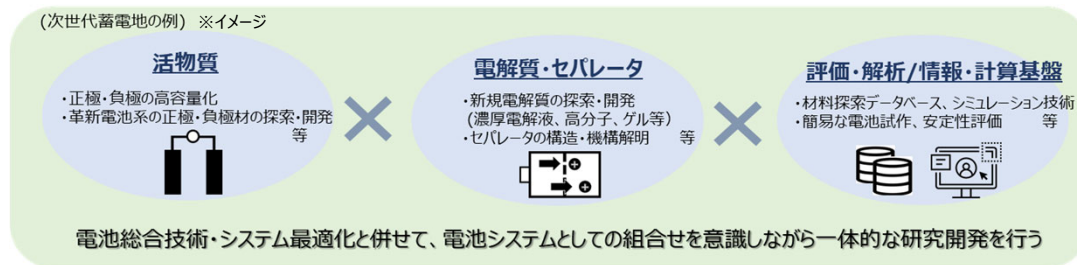 (次世代蓄電地の例) ※イメージ
活物質
・正極・負極の高容量化
・革新電池系の正極・負極材の探索・開発
等
電解質・セパレータ
・新規電解質の探索・開発
(濃厚電解液、高分子、ゲル等)
・セパレータの構造・機構解明 等
評価・解析/情報・計算基盤
・材料探索データベース、シミュレーション技術
・簡易な電池試作、安定性評価 等
電池総合技術・システム最適化と併せて、電池システムとしての組合せを意識しながら一体的な研究開発を行う